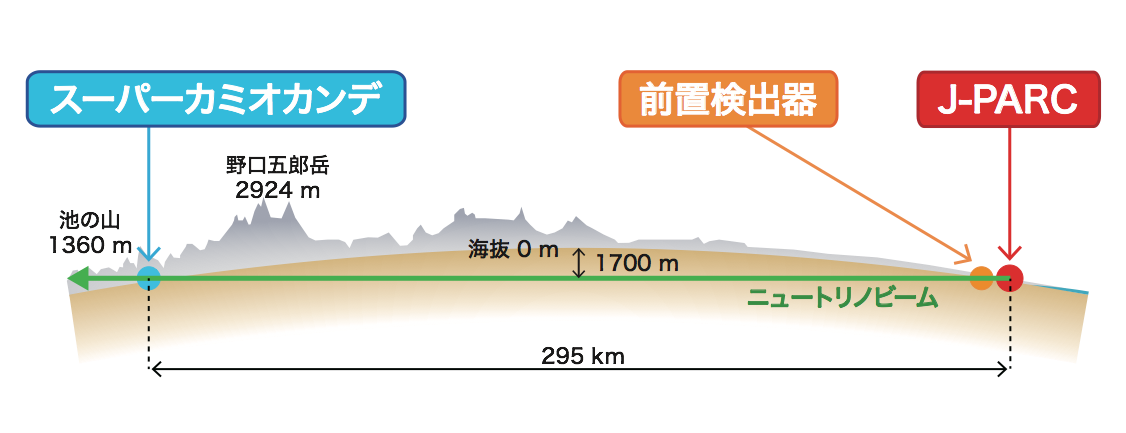 スーパーカミオカンデ
前置検出器
J-PARC
野口五郎岳
2924 m
池の山
1360 m
海抜 0 m
1700 m
ニュートリノビーム
295 km